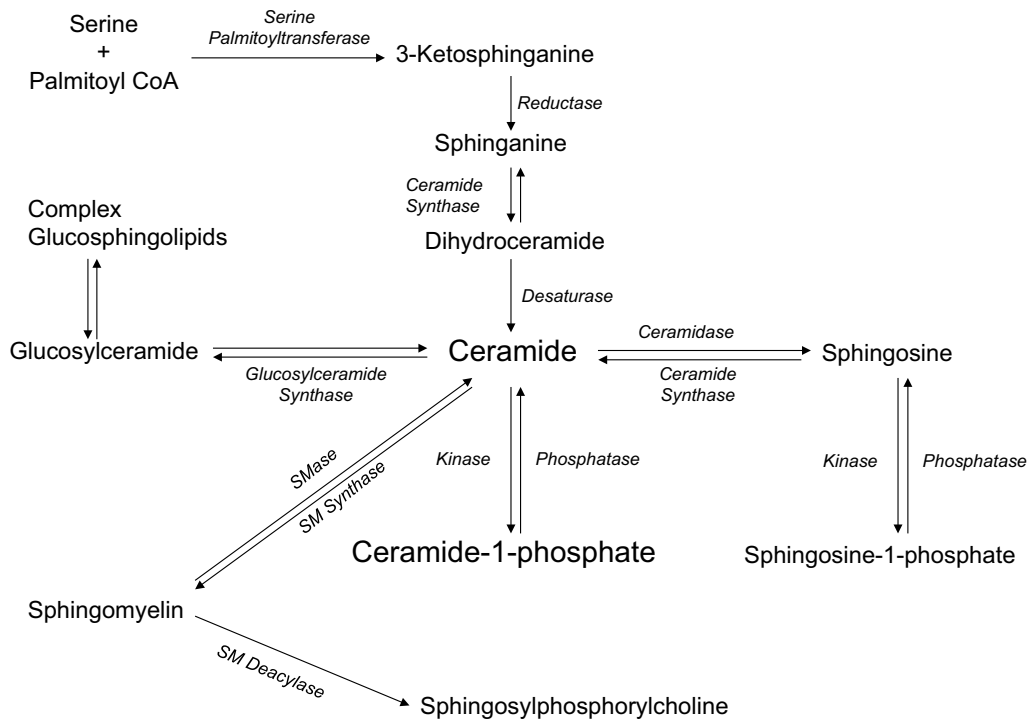 Serine
+
Palmitoyl CoA
Serine
Palmitoyltransferase
3-Ketosphinganine
Reductase
Sphinganine
Ceramide
Synthase
Complex
Glucosphingolipids
Dihydroceramide
Desaturase
Glucosylceramide
Ceramide
Ceramidase
Sphingosine
Glucosylceramide
Synthase
Ceramide
Synthase
SMase
SM Synthase
Kinase
Phosphatase
Kinase
Phosphatase
Ceramide-1-phosphate
Sphingosine-1-phosphate
Sphingomyelin
SM Deacylase
Sphingosylphosphorylcholine